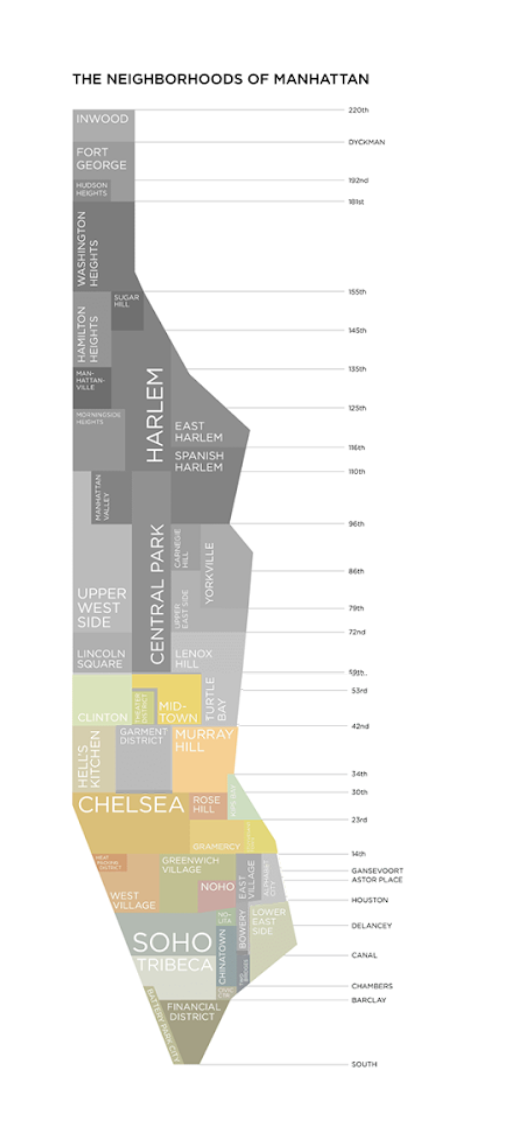 THE NEIGHBORHOODS OF MANHATTAN
220th
INWOOD
DYCKMAN
FORT
GEORGE
192nd
HUDSON
HEIGHTS
181st
WASHINGTON
HEIGHTS
155th
SUGAR
HILL
HAMILTON
HEIGHTS
145th
135th
MAN-
HATTAN-
VILLE
HARLEM
125th
MORNINGSIDE
HEIGHTS
EAST
HARLEM
116th
SPANISH
HARLEM
110th
MANHATTAN
VALLEY
96th
CENTRAL PARK
CARNEGIE
HILL
YORKVILLE
86th
UPPER
WEST
SIDE
UPPER
EAST SIDE
79th
72nd
LINCOLN
SQUARE
LENOX
HILL
59th
TURTLE
BAY
53rd
CLINTON
THEATER
DISTRICT
MID-
TOWN
42nd
HELL'S
KITCHEN
GARMENT
DISTRICT
MURRAY
HILL
34th
30th
CHELSEA
ROSE
HILL
23rd
GRAMERCY
14th
MEAT
PACKING
DISTRICT
GREENWICH
VILLAGE
EAST
VILLAGE
ALPHABET
CITY
GANSEVOORT
ASTOR PLACE
WEST
VILLAGE
NOHO
HOUSTON
NO-
LITA
BOWERY
LOWER
EAST
SIDE
DELANCEY
SOHO
CHINATOWN
CANAL
TRIBECA
TWO
BRIDGES
CHAMBERS
BARCLAY
BATTERY PARK CITY
FINANCIAL
DISTRICT
SOUTH